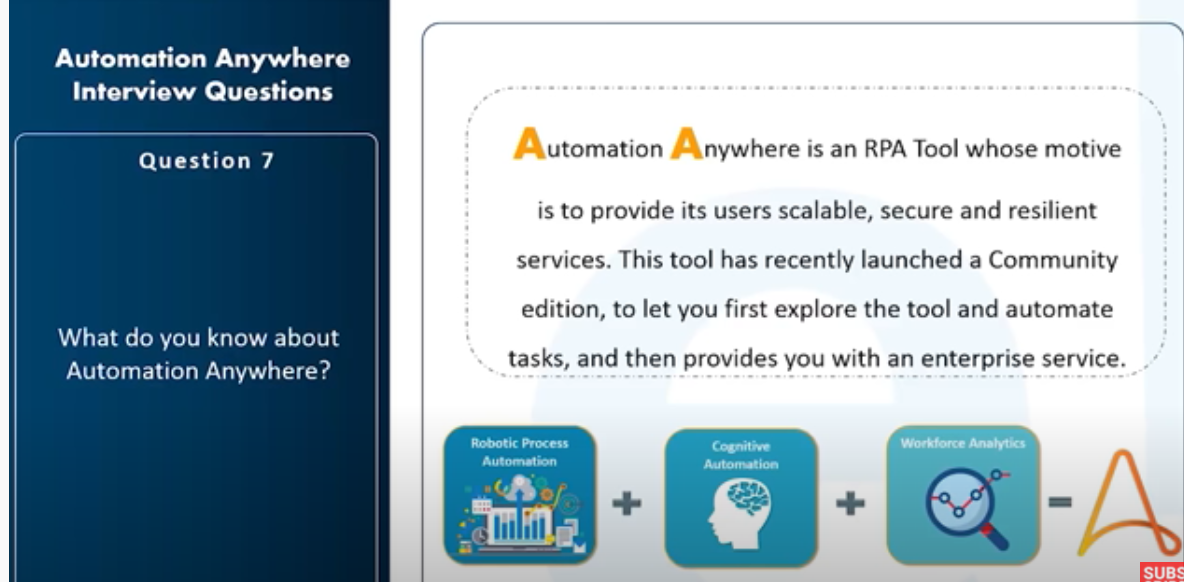 Automation Anywhere
Interview Questions
Question 7
What do you know about
Automation Anywhere?
Automation Anywhere is an RPA Tool whose motive
is to provide its users scalable, secure and resilient
services. This tool has recently launched a Community
edition, to let you first explore the tool and automate
tasks, and then provides you with an enterprise service.
Robotic Process
Automation
+
Cognitive
Automation
+
Workforce Analytics
=
SUBS